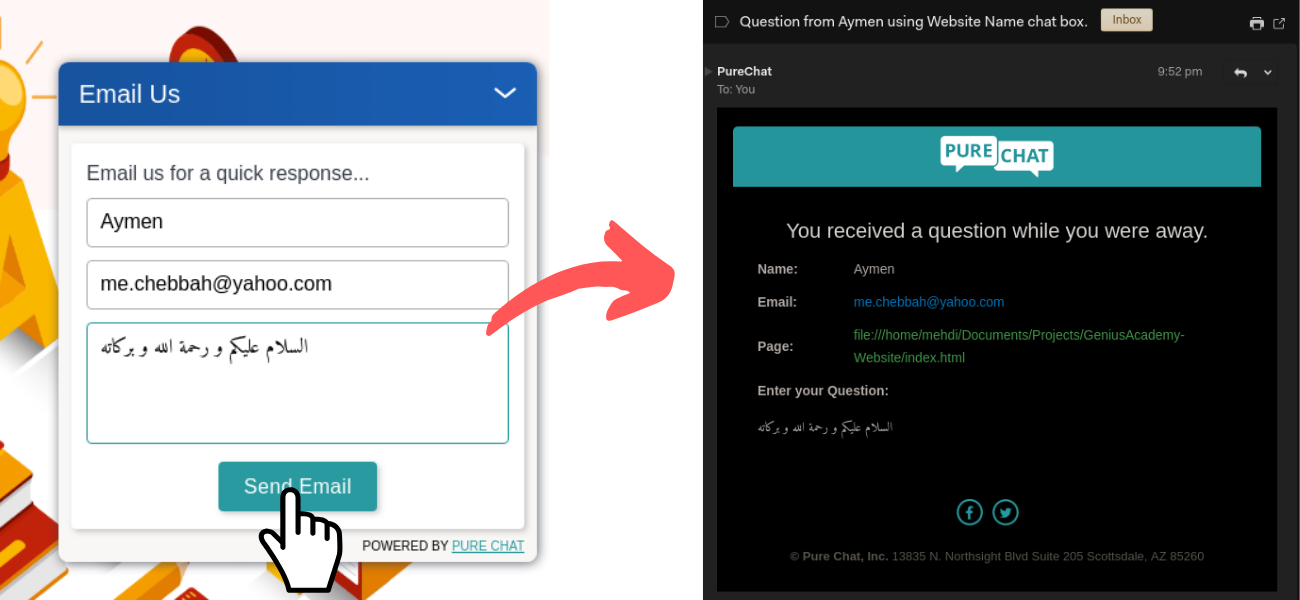 Email Us
Email us for a quick response...
Aymen
me.chebbah@yahoo.com
السلام عليكم و رحمة الله و بركاته
Send Email
POWERED BY PURE CHAT
Question from Aymen using Website Name chat box. Inbox
PureChat 9:52 pm
To: You
PURE CHAT
You received a question while you were away.
Name: Aymen
Email: me.chebbah@yahoo.com
Page: file:///home/mehdi/Documents/Projects/GeniusAcademy-
Website/index.html
Enter your Question:
السلام عليكم و رحمة الله و بركاته
© Pure Chat, Inc. 13835 N. Northsight Blvd Suite 205 Scottsdale, AZ 85260